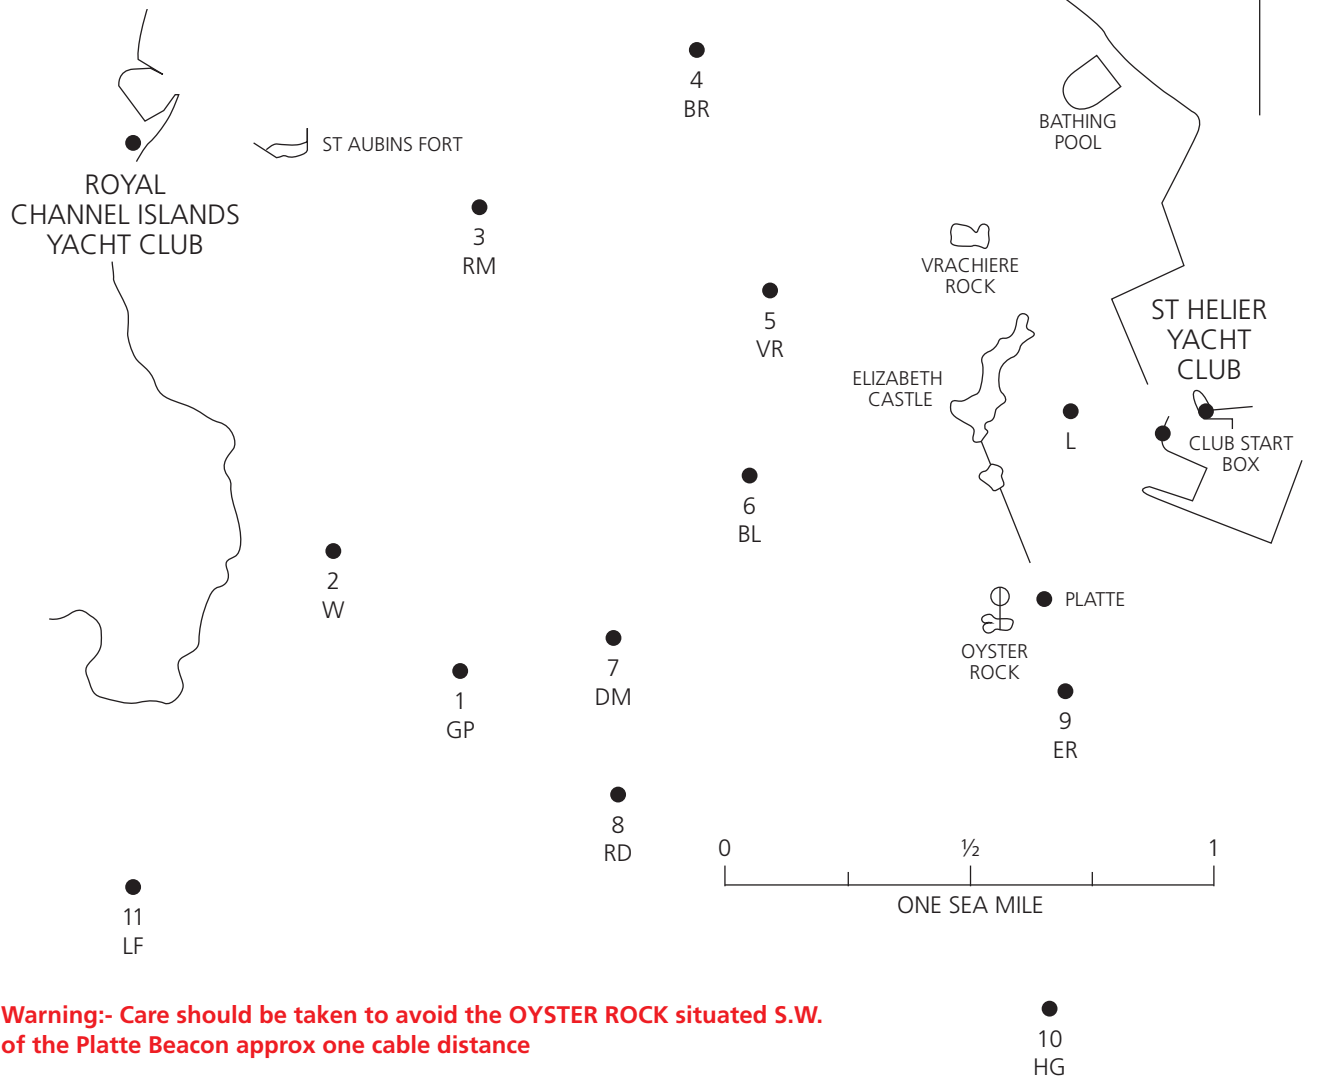 4
BR
BATHING
POOL
ST AUBINS FORT
ROYAL
CHANNEL ISLANDS
YACHT CLUB
3
RM
VRACHIERE
ROCK
5
VR
ST HELIER
YACHT
CLUB
ELIZABETH
CASTLE
L
CLUB START
BOX
6
BL
2
W
PLATTE
OYSTER
ROCK
7
DM
1
GP
9
ER
8
RD
0
½
1
ONE SEA MILE
11
LF
Warning:- Care should be taken to avoid the OYSTER ROCK situated S.W.
of the Platte Beacon approx one cable distance
10
HG